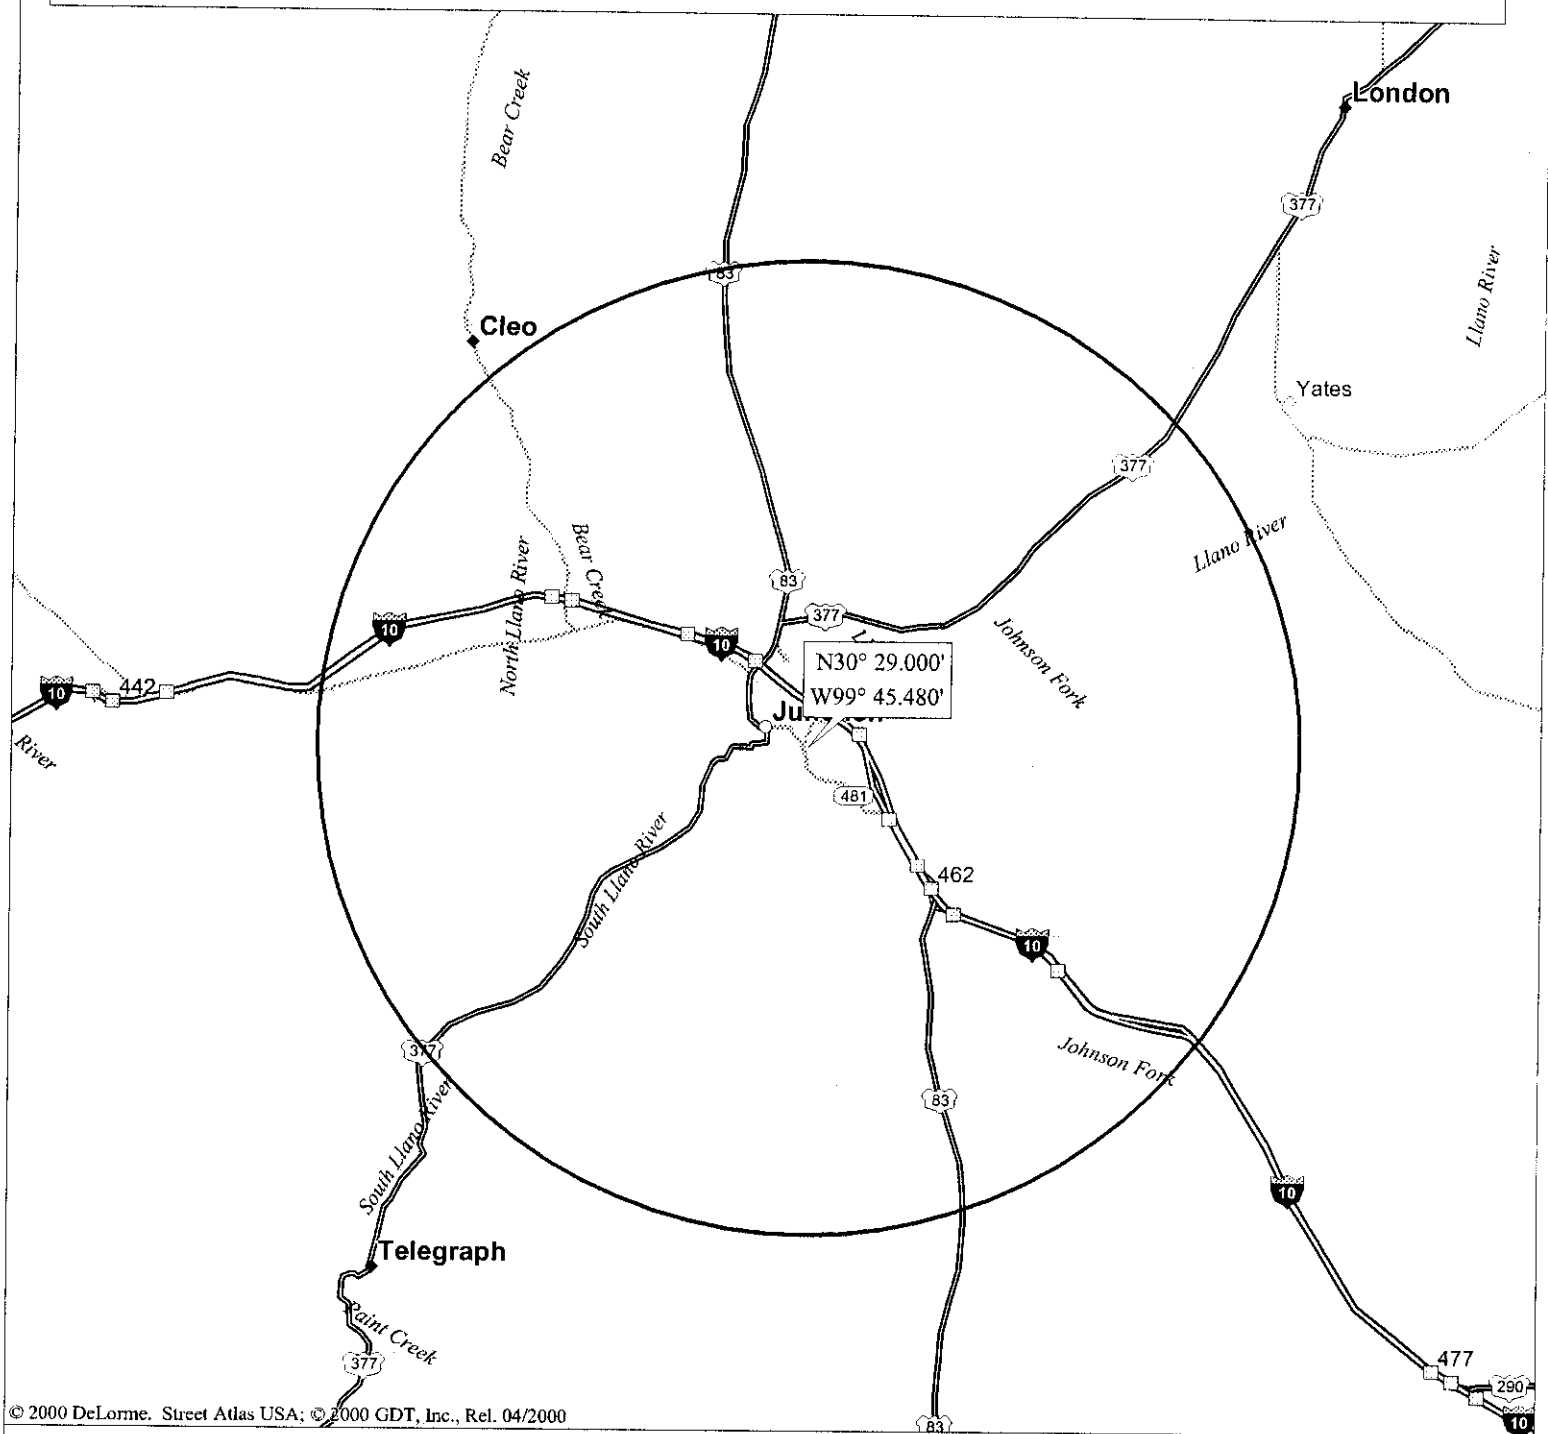 Bear Creek
London
377
83
Llano River
Cleo
Yates
377
Llano River
Bear Creek
North Llano River
83
10
377
10
Johnson Fork
N30° 29.000'
W99° 45.480'
442
10
River
481
South Llano River
462
10
377
Johnson Fork
83
South Llano River
10
Telegraph
Paint Creek
377
477
290
10
83
© 2000 DeLorme. Street Atlas USA; © 2000 GDT, Inc., Rel. 04/2000